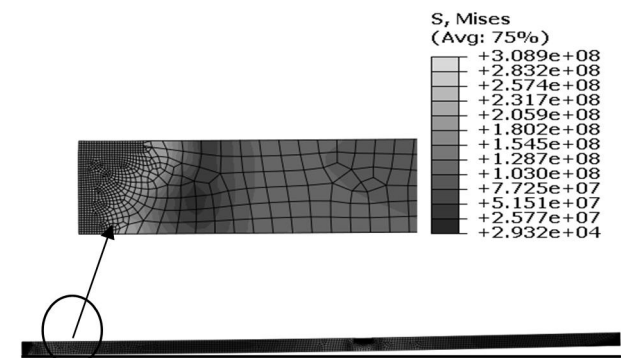 S, Mises
(Avg: 75%)
+3.089e+08
+2.832e+08
+2.574e+08
+2.317e+08
+2.059e+08
+1.802e+08
+1.545e+08
+1.287e+08
+1.030e+08
+7.725e+07
+5.151e+07
+2.577e+07
+2.932e+04